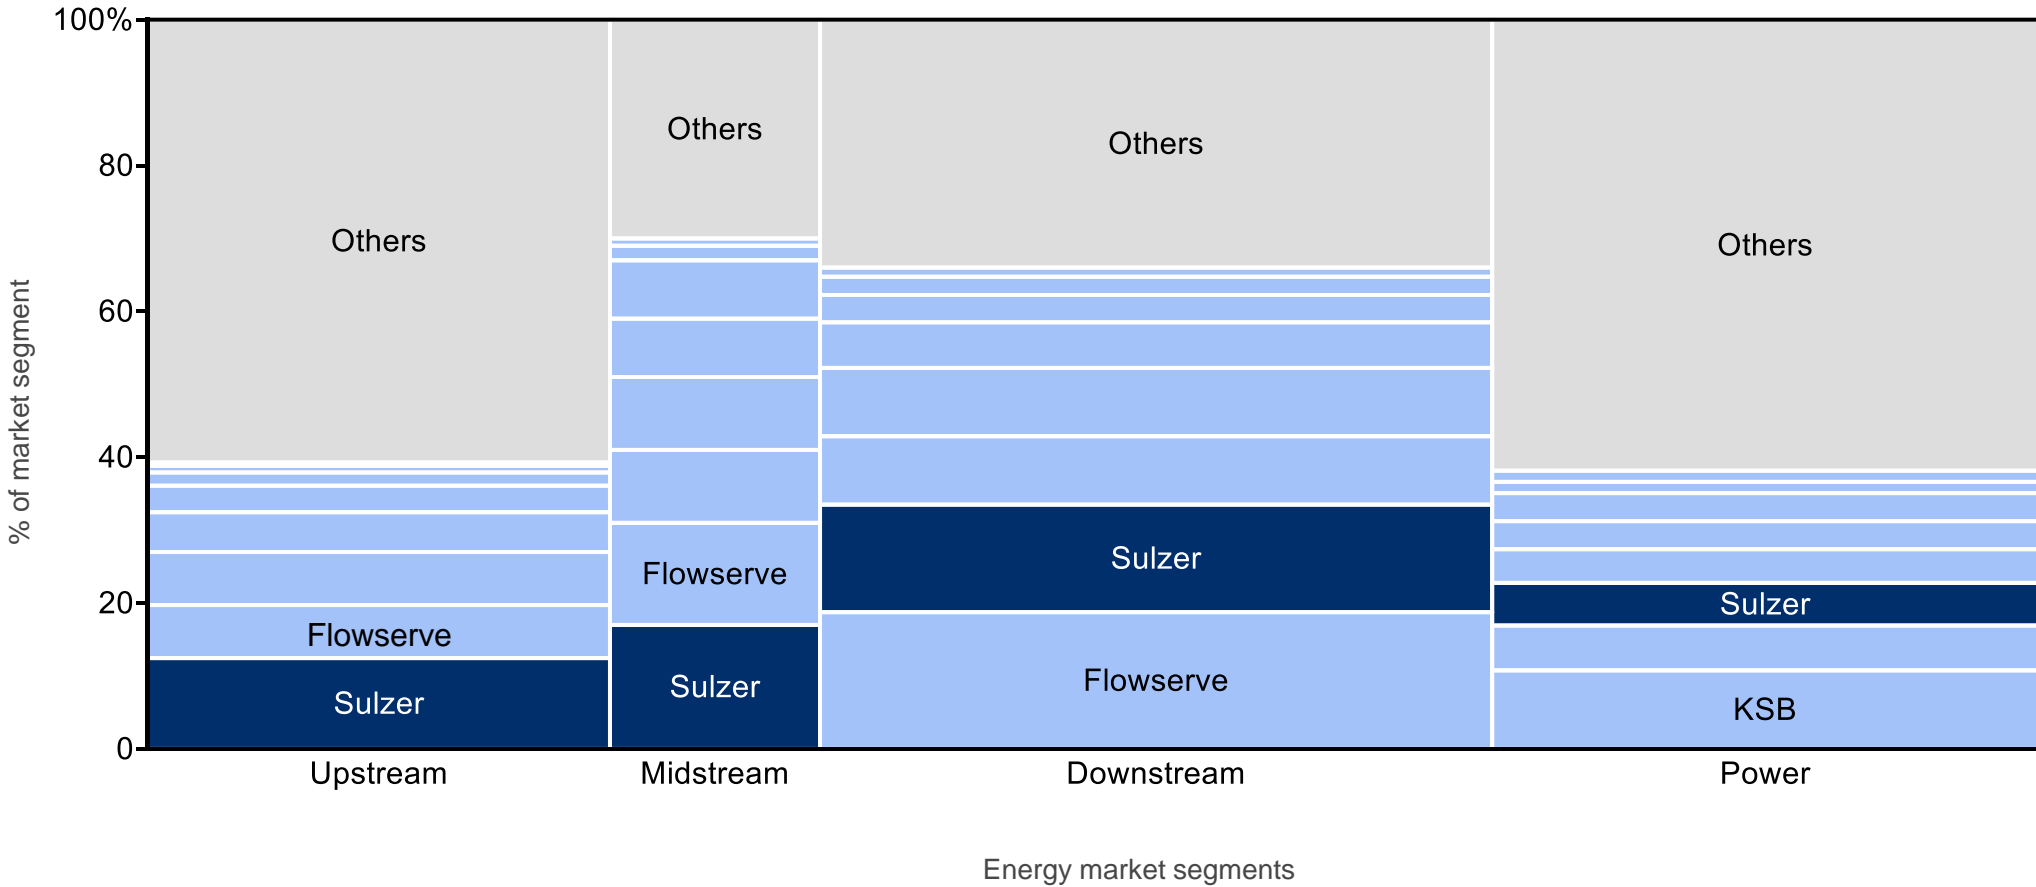 100%
80
60
40
20
0
% of market segment
Others
Flowserve
Sulzer
Upstream
Others
Flowserve
Sulzer
Midstream
Others
Sulzer
Flowserve
Downstream
Others
Sulzer
KSB
Power
Energy market segments